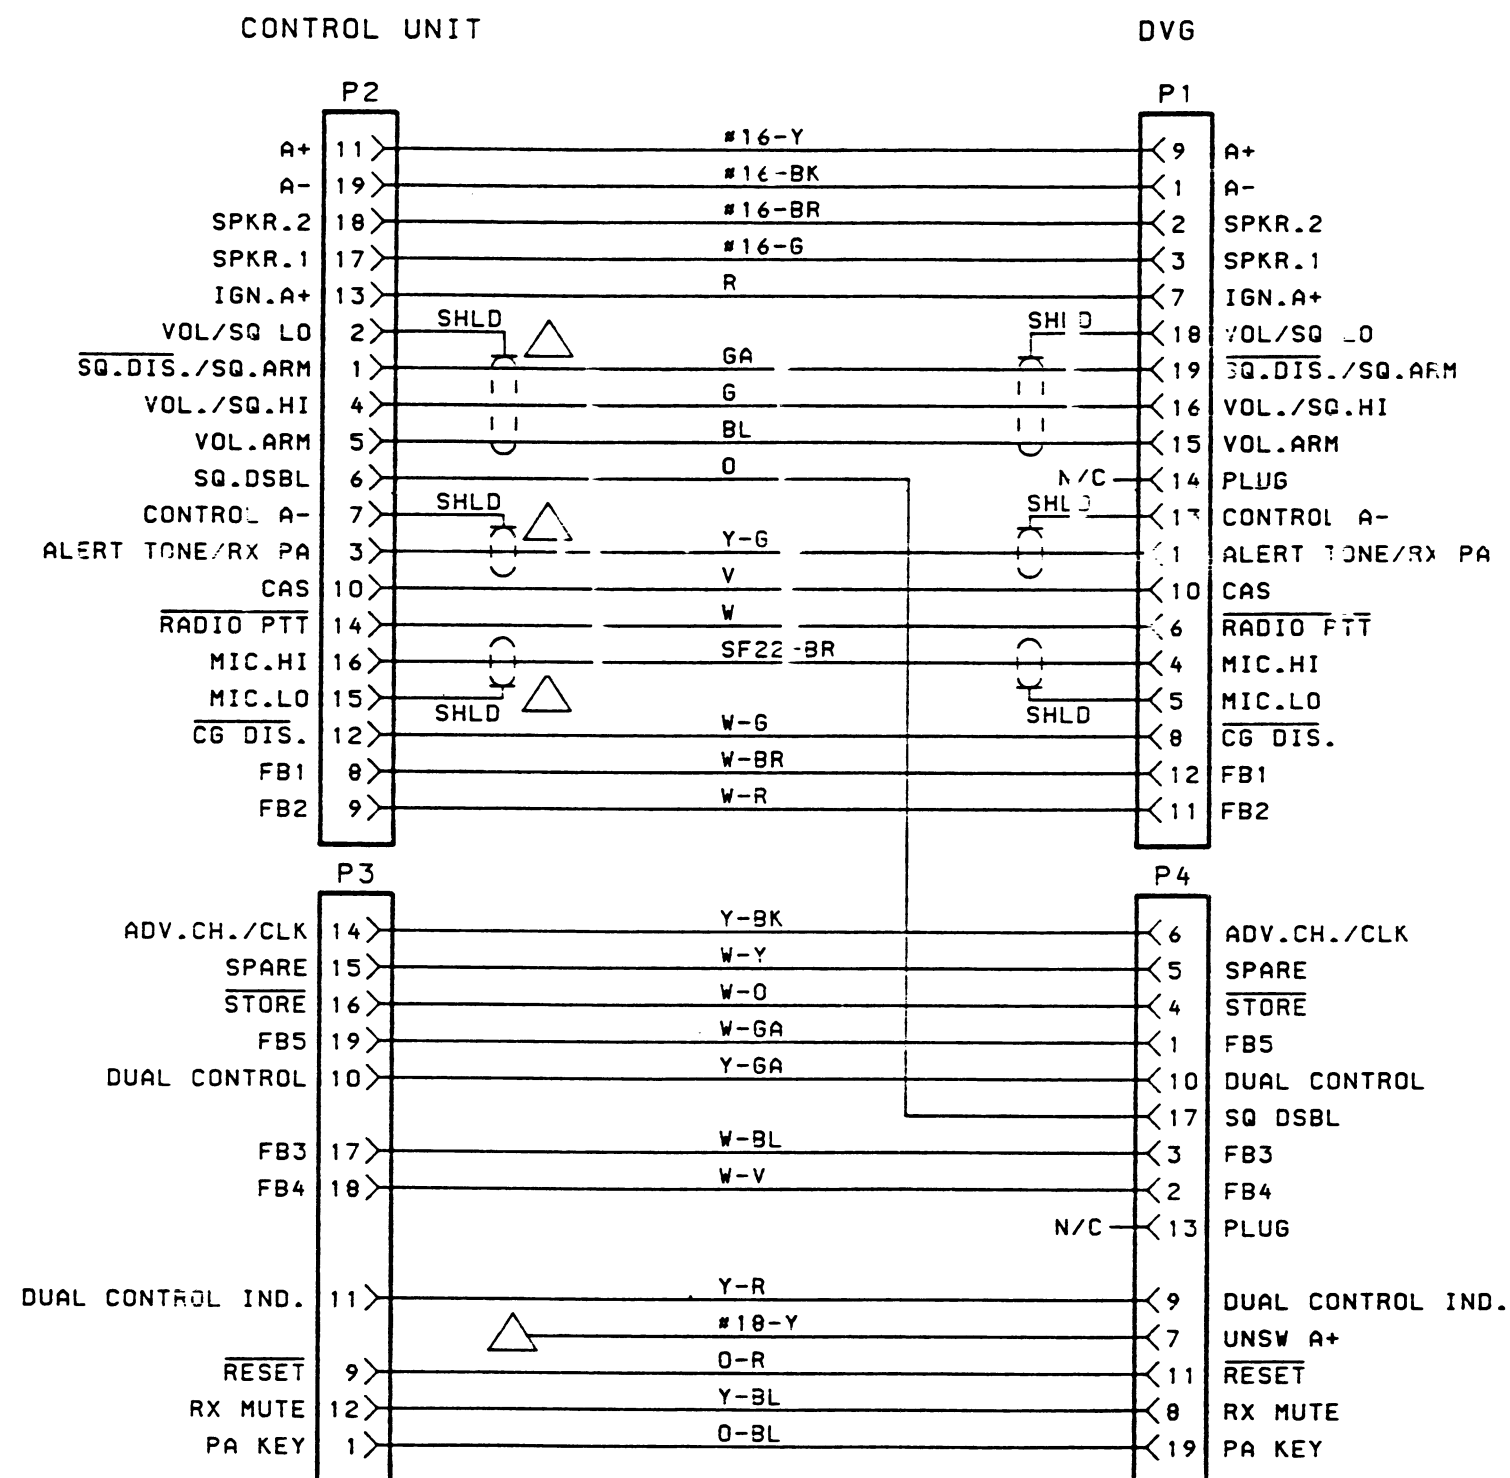 CONTROL UNIT DVG
P2 P1
A+ 11 #16-Y 9 A+
A- 19 #16-BK 1 A-
SPKR.2 18 #16-BR 2 SPKR.2
SPKR.1 17 #16-G 3 SPKR.1
IGN.A+ 13 R 7 IGN.A+
VOL/SQ LO 2 SHLD SHLD 18 VOL/SQ LO
SQ.DIS./SQ.ARM 1 GA 19 SQ.DIS./SQ.ARM
VOL./SQ.HI 4 G 16 VOL./SQ.HI
VOL.ARM 5 BL 15 VOL.ARM
SQ.DSBL 6 O N/C 14 PLUG
CONTROL A- 7 SHLD SHLD 13 CONTROL A-
ALERT TONE/RX PA 3 Y-G ALERT TONE/RX PA
CAS 10 V 10 CAS
RADIO PTT 14 W 6 RADIO PTT
MIC.HI 16 SF22-BR 4 MIC.HI
MIC.LO 15 SHLD SHLD 5 MIC.LO
CG DIS. 12 W-G 8 CG DIS.
FB1 8 W-BR 12 FB1
FB2 9 W-R 11 FB2
P3 P4
ADV.CH./CLK 14 Y-BK 6 ADV.CH./CLK
SPARE 15 W-Y 5 SPARE
STORE 16 W-O 4 STORE
FB5 19 W-GA 1 FB5
DUAL CONTROL 10 Y-GA 10 DUAL CONTROL
17 SQ DSBL
FB3 17 W-BL 3 FB3
FB4 18 W-V 2 FB4
N/C 13 PLUG
DUAL CONTROL IND. 11 Y-R 9 DUAL CONTROL IND.
#18-Y 7 UNSW A+
RESET 9 O-R 11 RESET
RX MUTE 12 Y-BL 8 RX MUTE
PA KEY 1 O-BL 19 PA KEY